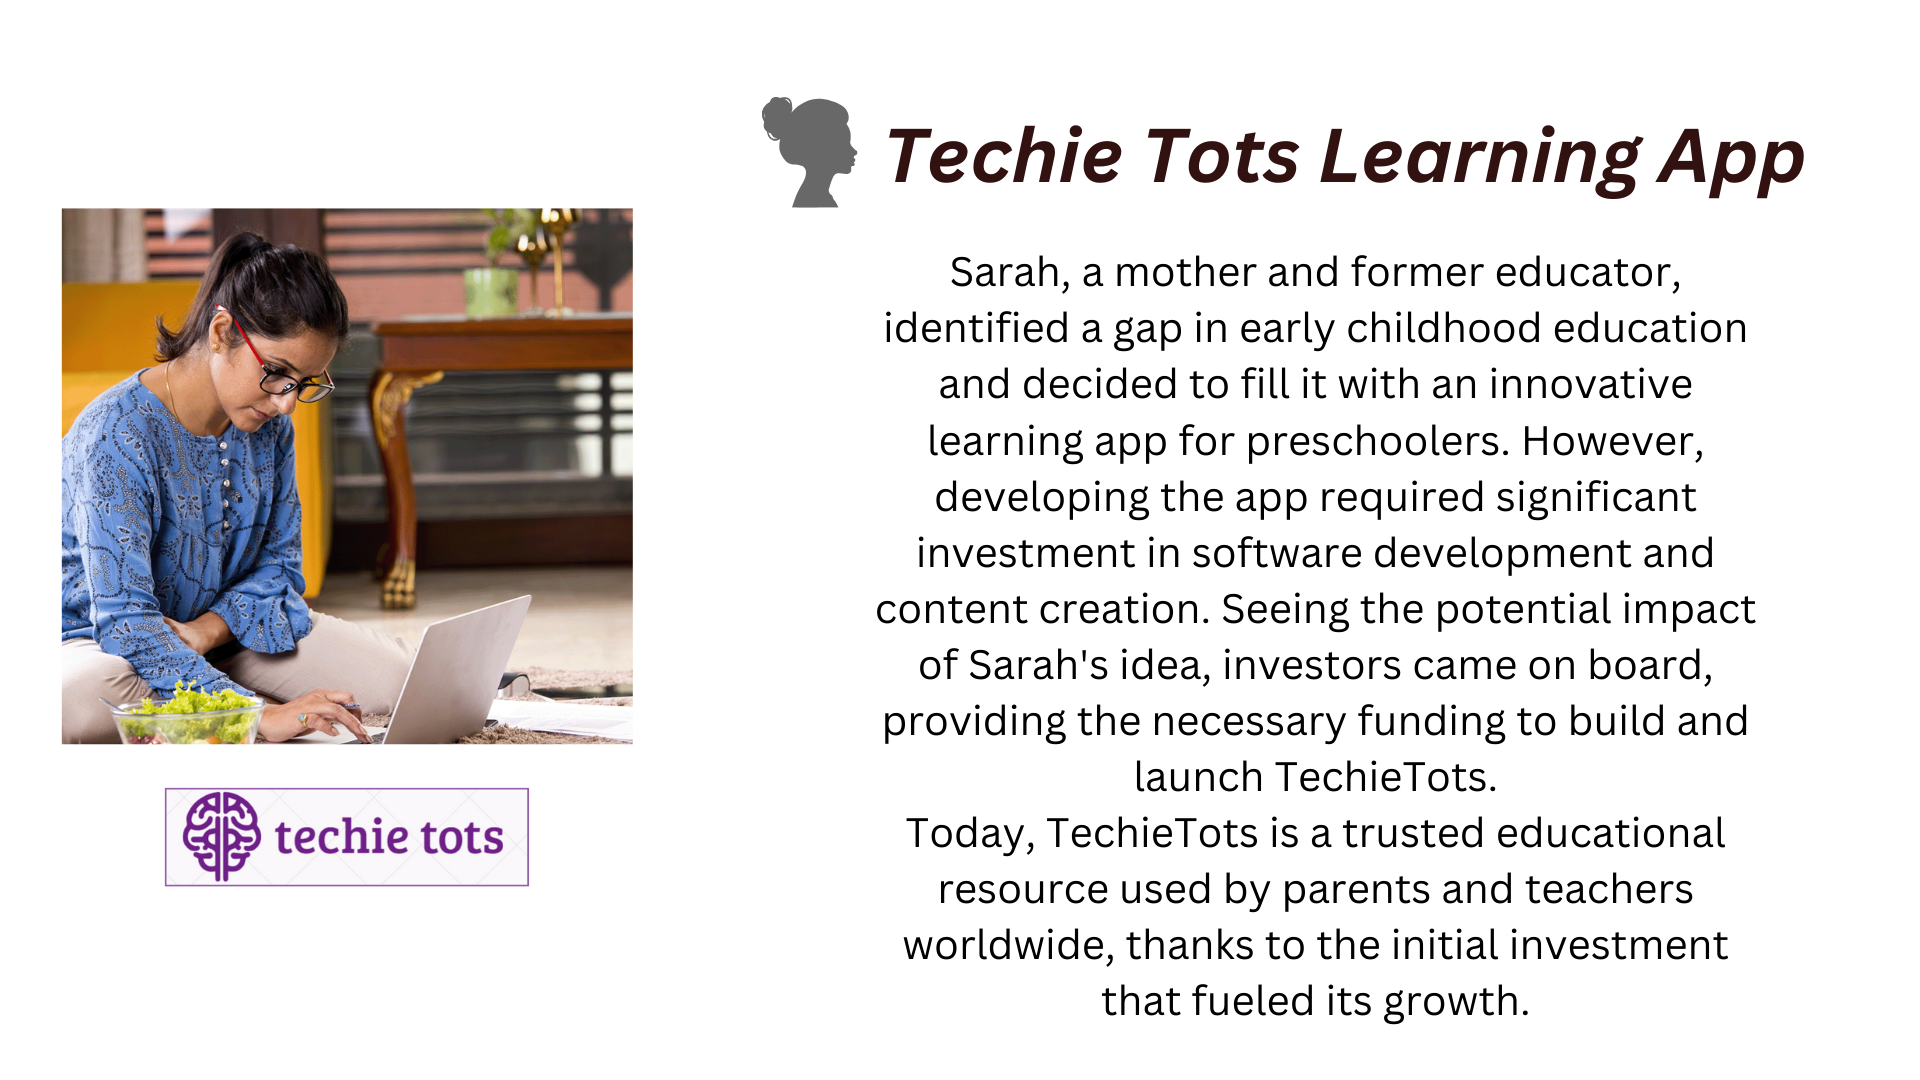 Techie Tots Learning App
Sarah, a mother and former educator,
identified a gap in early childhood education
and decided to fill it with an innovative
learning app for preschoolers. However,
developing the app required significant
investment in software development and
content creation. Seeing the potential impact
of Sarah's idea, investors came on board,
providing the necessary funding to build and
launch TechieTots.
Today, TechieTots is a trusted educational
resource used by parents and teachers
worldwide, thanks to the initial investment
that fueled its growth.
techie tots